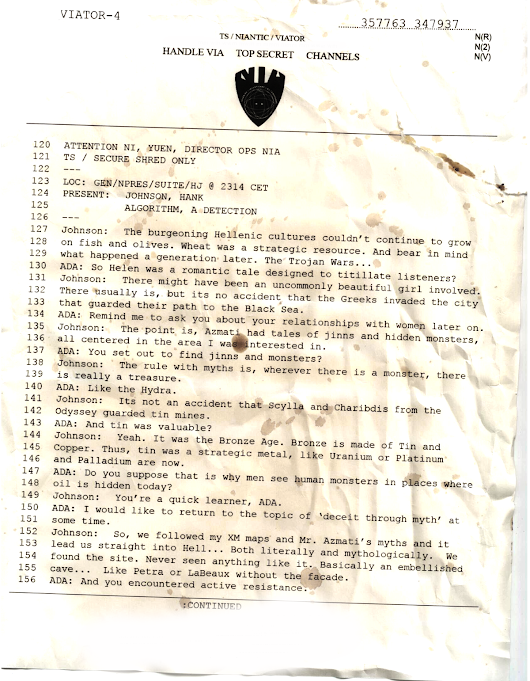 VIATOR-4
357763 347937
TS / NIANTIC / VIATOR
N(R)
N(2)
N(V)
HANDLE VIA TOP SECRET CHANNELS
NIA
120 ATTENTION NI, YUEN, DIRECTOR OPS NIA
121 TS / SECURE SHRED ONLY
122 ---
123 LOC: GEN/NPRES/SUITE/HJ @ 2314 CET
124 PRESENT: JOHNSON, HANK
125 ALGORITHM, A DETECTION
126 ---
127 Johnson: The burgeoning Hellenic cultures couldn't continue to grow
128 on fish and olives. Wheat was a strategic resource. And bear in mind
129 what happened a generation later. The Trojan Wars...
130 ADA: So Helen was a romantic tale designed to titillate listeners?
131 Johnson: There might have been an uncommonly beautiful girl involved.
132 There usually is, but its no accident that the Greeks invaded the city
133 that guarded their path to the Black Sea.
134 ADA: Remind me to ask you about your relationships with women later on.
135 Johnson: The point is, Azmati had tales of jinns and hidden monsters,
136 all centered in the area I was interested in.
137 ADA: You set out to find jinns and monsters?
138 Johnson: The rule with myths is, wherever there is a monster, there
139 is really a treasure.
140 ADA: Like the Hydra.
141 Johnson: Its not an accident that Scylla and Charibdis from the
142 Odyssey guarded tin mines.
143 ADA: And tin was valuable?
144 Johnson: Yeah. It was the Bronze Age. Bronze is made of Tin and
145 Copper. Thus, tin was a strategic metal, like Uranium or Platinum
146 and Palladium are now.
147 ADA: Do you suppose that is why men see human monsters in places where
148 oil is hidden today?
149 Johnson: You're a quick learner, ADA.
150 ADA: I would like to return to the topic of 'deceit through myth' at
151 some time.
152 Johnson: So, we followed my XM maps and Mr. Azmati's myths and it
153 lead us straight into Hell... Both literally and mythologically. We
154 found the site. Never seen anything like it. Basically an embellished
155 cave... Like Petra or LaBeaux without the facade.
156 ADA: And you encountered active resistance.
:CONTINUED